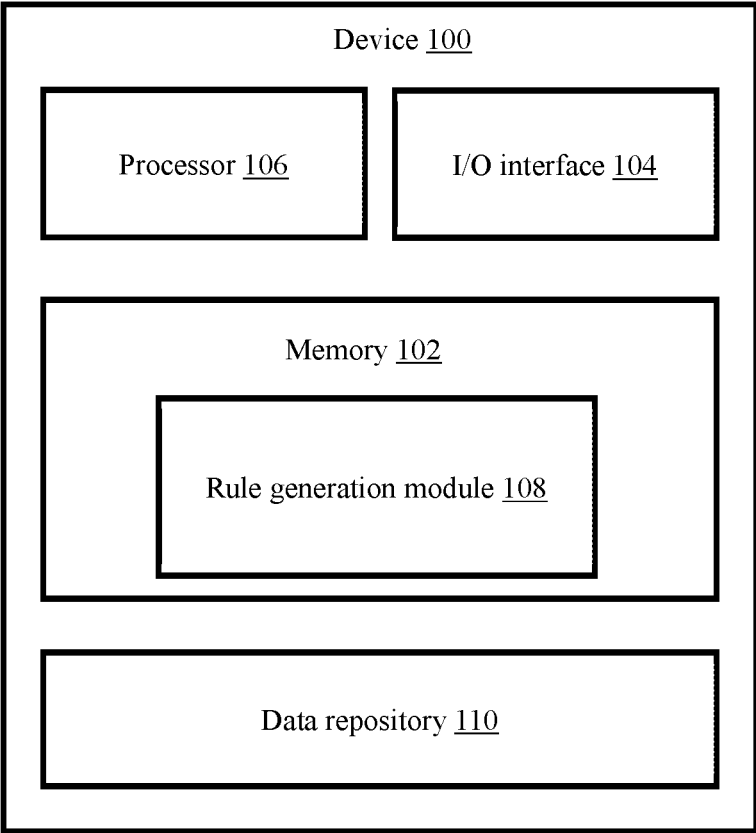 Device 100
Processor 106
I/O interface 104
Memory 102
Rule generation module 108
Data repository 110